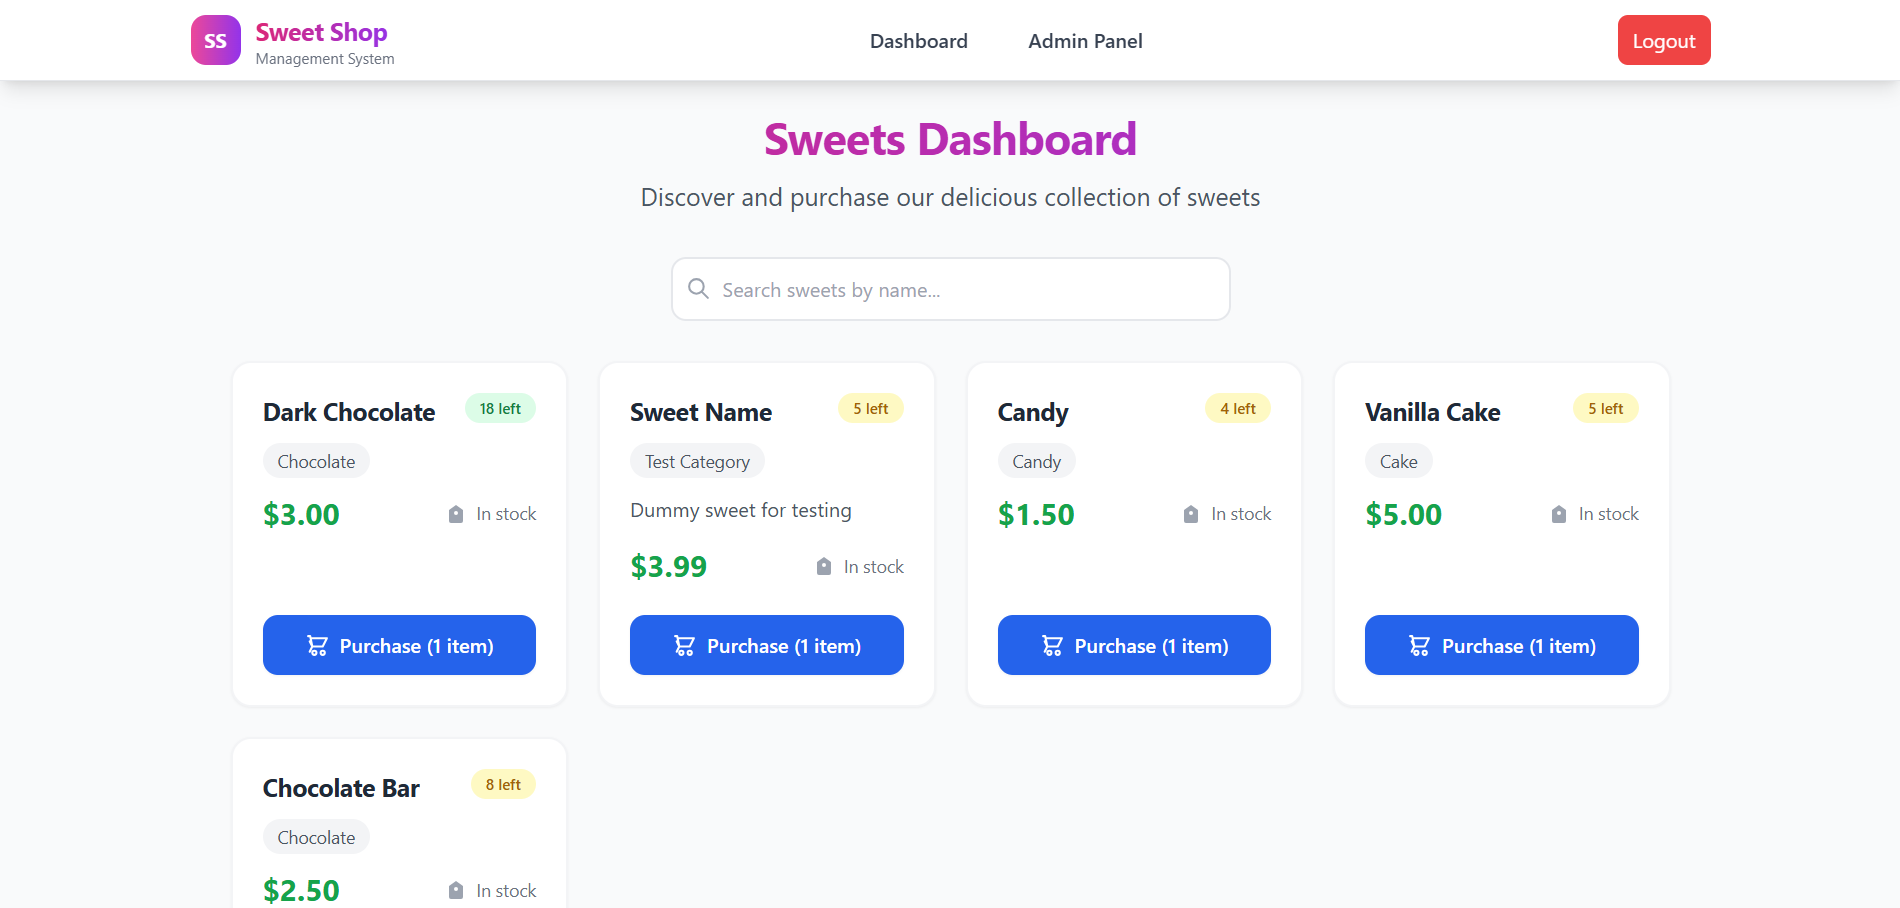 SS
Sweet Shop
Management System
Dashboard
Admin Panel
Logout
Sweets Dashboard
Discover and purchase our delicious collection of sweets
Search sweets by name...
Dark Chocolate
18 left
Chocolate
$3.00
In stock
Purchase (1 item)
Sweet Name
5 left
Test Category
Dummy sweet for testing
$3.99
In stock
Purchase (1 item)
Candy
4 left
Candy
$1.50
In stock
Purchase (1 item)
Vanilla Cake
5 left
Cake
$5.00
In stock
Purchase (1 item)
Chocolate Bar
8 left
Chocolate
$2.50
In stock